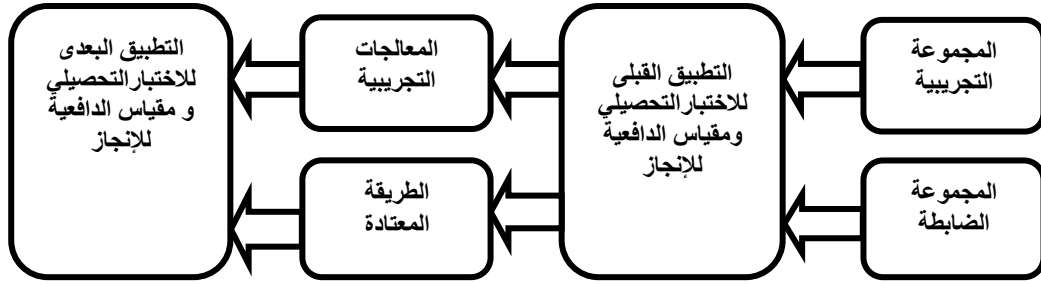 المجموعة
التجريبية
المجموعة
الضابطة
التطبيق القبلى
للاختبارالتحصيلي
ومقياس الدافعية
للإنجاز
المعالجات
التجريبية
الطريقة
المعتادة
التطبيق البعدى
للاختبارالتحصيلي
و مقياس الدافعية
للإنجاز